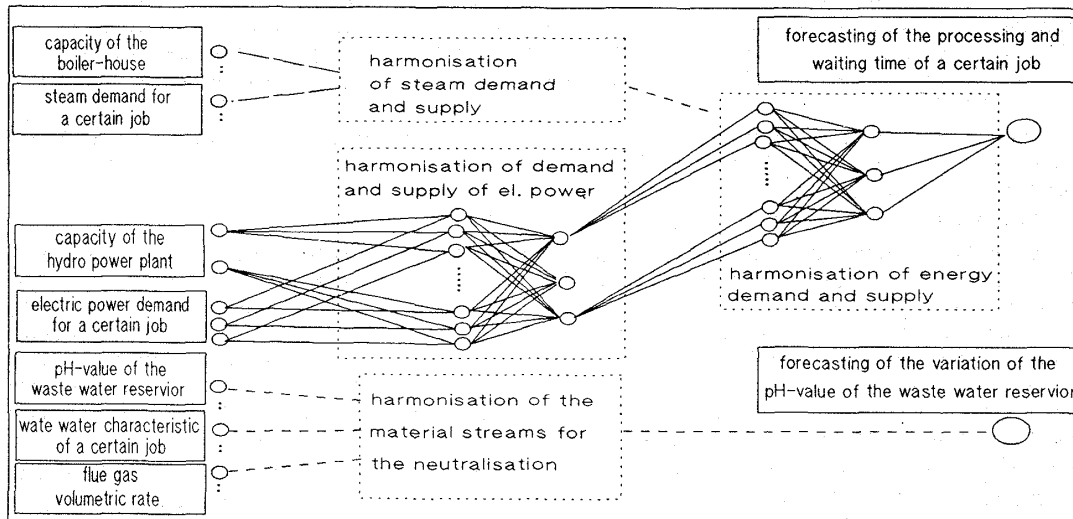 capacity of the
boiler-house
steam demand for
a certain job
harmonisation
of steam demand
and supply
forecasting of the processing and
waiting time of a certain job
harmonisation of demand
and supply of el. power
capacity of the
hydro power plant
electric power demand
for a certain job
harmonisation of energy
demand and supply
pH-value of the
waste water reservior
wate water characteristic
of a certain job
flue gas
volumetric rate
harmonisation of the
material streams for
the neutralisation
forecasting of the variation of the
pH-value of the waste water reservior